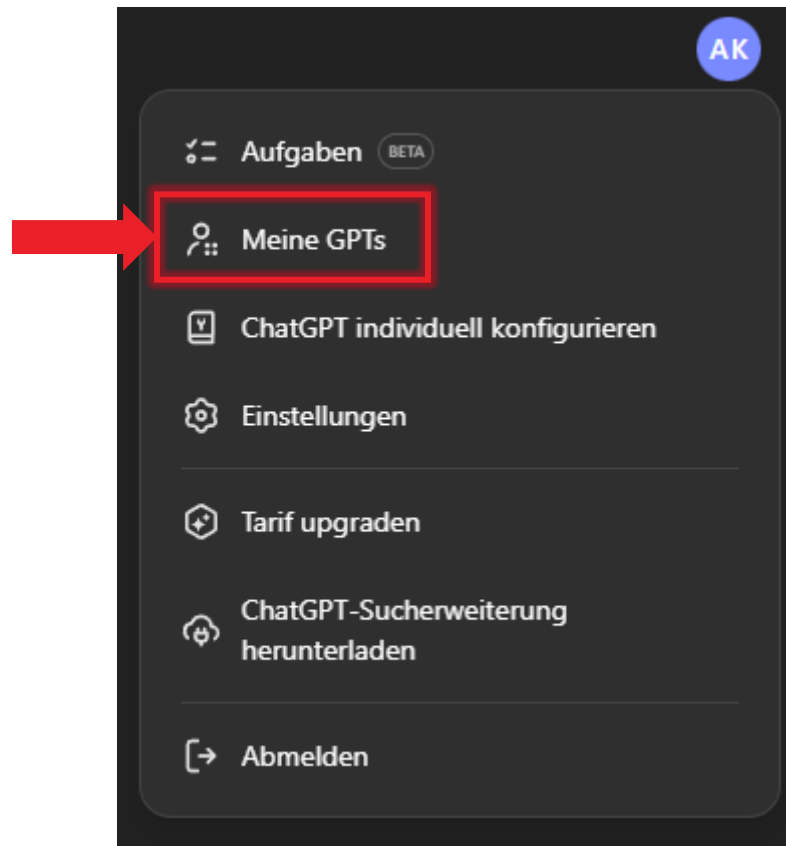 AK
Aufgaben BETA
Meine GPTs
ChatGPT individuell konfigurieren
Einstellungen
Tarif upgraden
ChatGPT-Sucherweiterung
herunterladen
Abmelden